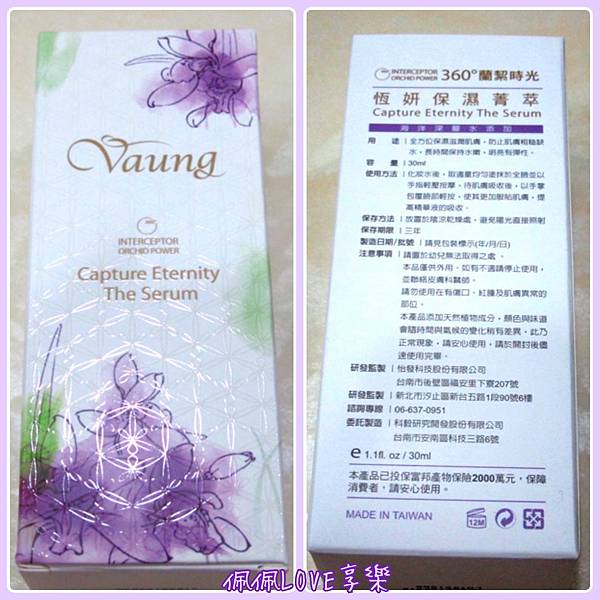 Vaung
360°
INTERCEPTOR
ORCHID POWER
Capture Eternity
The Serum
INTERCEPTOR
ORCHID POWER
360°蘭絜時光
恆妍保濕菁萃
Capture Eternity The Serum
海洋深層水添加
用途｜全方位保濕滋潤肌膚，防止肌膚粗糙缺
水，長時間保持水嫩，明亮有彈性。
容量｜30ml
使用方法｜化妝水後，取適量均勻塗抹於全臉並以
手指輕壓按摩。待肌膚吸收後，以手掌
包覆臉部輕按，使其更加服貼肌膚，提
高精華液的吸收。
保存方法｜放置於陰涼乾燥處，避免陽光直接照射
保存期限｜三年
製造日期/批號｜請見包裝標示(年/月/日)
注意事項｜請置於幼兒無法取得之處。
本品僅供外用。如有不適請停止使用，
並聯絡皮膚科醫師。
請勿使用在有傷口、紅腫及肌膚異常的
部位。
本產品添加天然植物成分，顏色與味道
會隨時間與氣候的變化稍有差異，此乃
正常現象，請安心使用，請於開封後儘
速使用完畢。
研發監製｜怡發科技股份有限公司
台南市後壁區福安里下寮207號
研發監製｜新北市汐止區新台五路1段90號6樓
諮詢專線｜06-637-0951
委託製造｜科毅研究開發股份有限公司
台南市安南區科技三路6號
e 1.1fl. oz / 30ml
本產品已投保富邦產物保險2000萬元，保障
消費者，請安心使用。
MADE IN TAIWAN
12M
佩佩LOVE享樂